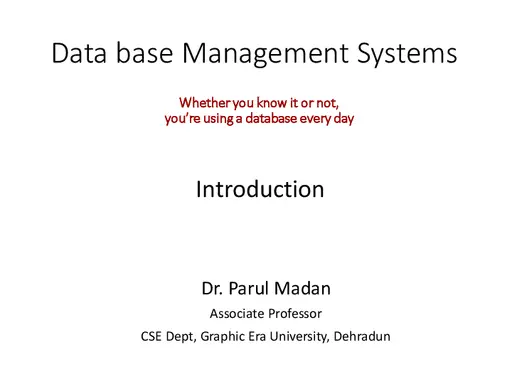 Data base Management Systems
Whether you know it or not,
you're using a database every day
Introduction
Dr. Parul Madan
Associate Professor
CSE Dept, Graphic Era University, Dehradun